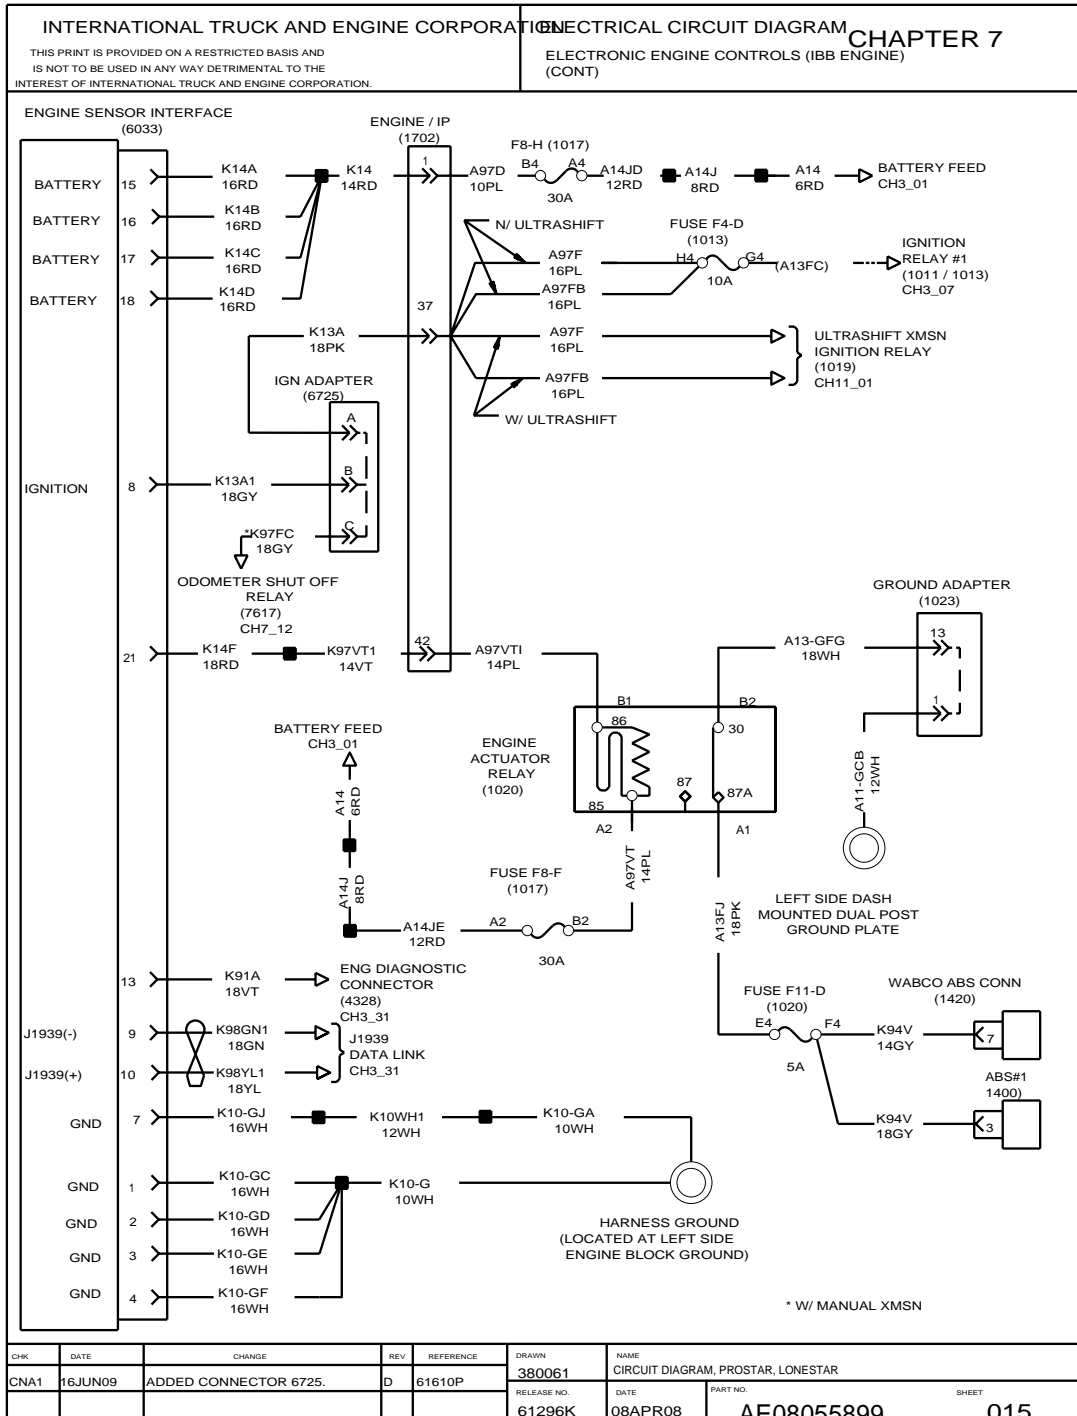 INTERNATIONAL TRUCK AND ENGINE CORPORATION
ELECTRICAL CIRCUIT DIAGRAM
CHAPTER 7
THIS PRINT IS PROVIDED ON A RESTRICTED BASIS AND
IS NOT TO BE USED IN ANY WAY DETRIMENTAL TO THE
INTEREST OF INTERNATIONAL TRUCK AND ENGINE CORPORATION.
ELECTRONIC ENGINE CONTROLS (IBB ENGINE)
(CONT)
ENGINE SENSOR INTERFACE
(6033)
ENGINE / IP
(1702)
BATTERY 15 K14A
16RD
K14
14RD
1
A97D
10PL
F8-H (1017)
B4 A4
30A
A14JD
12RD
A14J
8RD
A14
6RD
BATTERY FEED
CH3_01
BATTERY 16 K14B
16RD
BATTERY 17 K14C
16RD
BATTERY 18 K14D
16RD
N/ ULTRASHIFT
A97F
16PL
A97FB
16PL
FUSE F4-D
(1013)
H4 G4
10A
(A13FC)
IGNITION
RELAY #1
(1011 / 1013)
CH3_07
37
K13A
18PK
A97F
16PL
A97FB
16PL
W/ ULTRASHIFT
ULTRASHIFT XMSN
IGNITION RELAY
(1019)
CH11_01
IGN ADAPTER
(6725)
A
B
C
IGNITION 8 K13A1
18GY
*K97FC
18GY
ODOMETER SHUT OFF
RELAY
(7617)
CH7_12
21 K14F
18RD
K97VT1
14VT
42
A97VTI
14PL
GROUND ADAPTER
(1023)
13
1
A13-GFG
18WH
A11-GCB
12WH
B1 B2
86
30
87
87A
85
A2 A1
ENGINE
ACTUATOR
RELAY
(1020)
BATTERY FEED
CH3_01
A14
6RD
A14J
8RD
A14JE
12RD
FUSE F8-F
(1017)
A2 B2
30A
A97VT
14PL
A13FJ
18PK
LEFT SIDE DASH
MOUNTED DUAL POST
GROUND PLATE
13 K91A
18VT
ENG DIAGNOSTIC
CONNECTOR
(4328)
CH3_31
J1939(-) 9 K98GN1
18GN
J1939(+) 10 K98YL1
18YL
J1939
DATA LINK
CH3_31
FUSE F11-D
(1020)
E4 F4
5A
K94V
14GY
WABCO ABS CONN
(1420)
7
K94V
18GY
ABS#1
1400)
3
GND 7 K10-GJ
16WH
K10WH1
12WH
K10-GA
10WH
GND 1 K10-GC
16WH
K10-G
10WH
GND 2 K10-GD
16WH
GND 3 K10-GE
16WH
GND 4 K10-GF
16WH
HARNESS GROUND
(LOCATED AT LEFT SIDE
ENGINE BLOCK GROUND)
* W/ MANUAL XMSN
CHK DATE CHANGE REV REFERENCE
CNA1 16JUN09 ADDED CONNECTOR 6725. D 61610P
DRAWN
380061
NAME
CIRCUIT DIAGRAM, PROSTAR, LONESTAR
RELEASE NO.
61296K
DATE
08APR08
PART NO.
AE08055899
SHEET
015